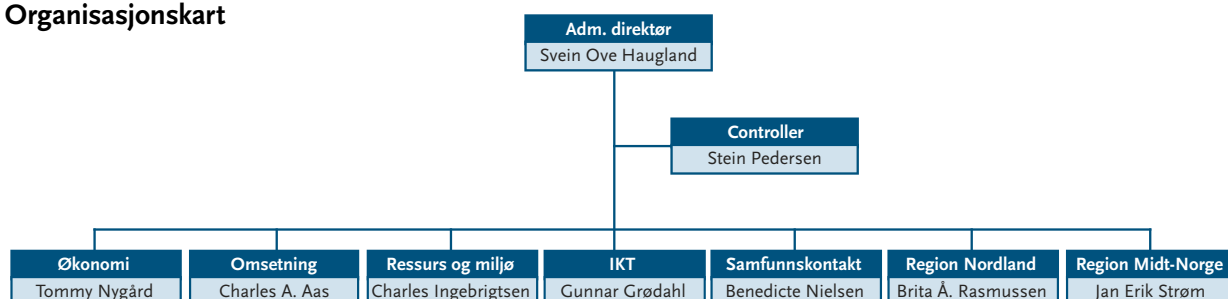 Organisasjonskart
Adm. direktør
Svein Ove Haugland
Controller
Stein Pedersen
Økonomi
Tommy Nygård
Omsetning
Charles A. Aas
Ressurs og miljø
Charles Ingebrigtsen
IKT
Gunnar Grødahl
Samfunnskontakt
Benedicte Nielsen
Region Nordland
Brita Å. Rasmussen
Region Midt-Norge
Jan Erik Strøm